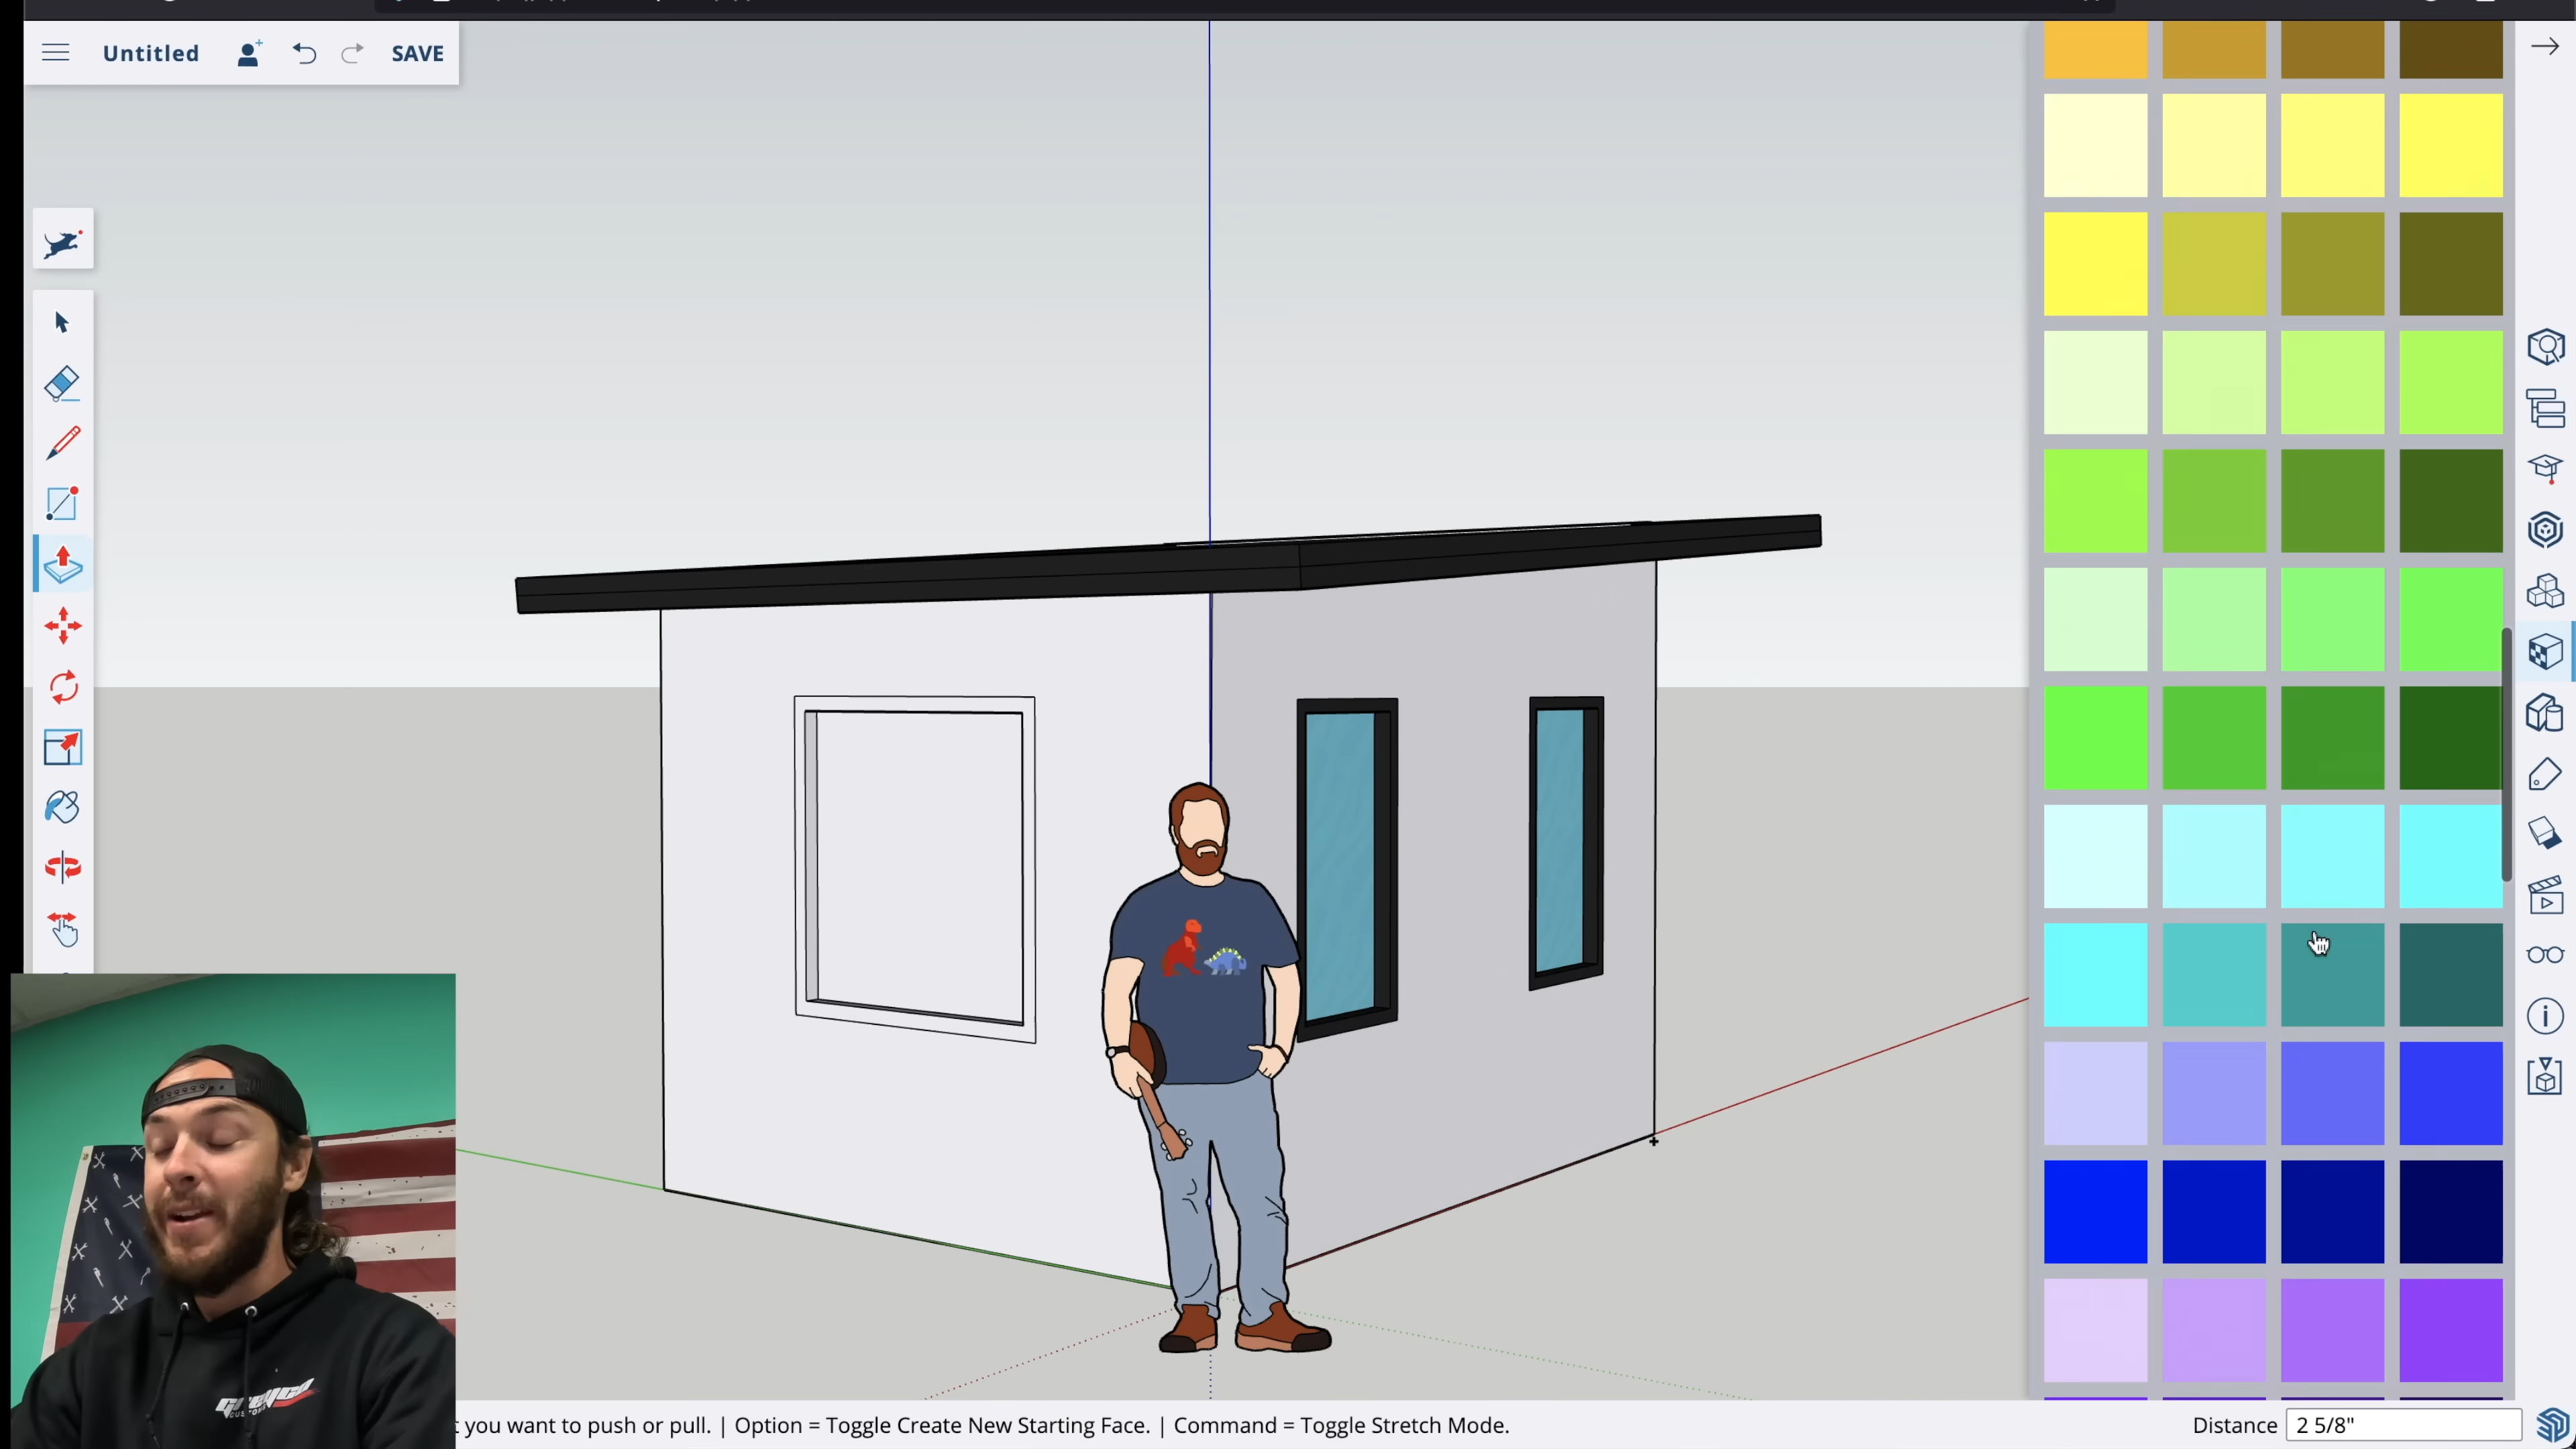 Untitled
SAVE
t you want to push or pull. | Option = Toggle Create New Starting Face. | Command = Toggle Stretch Mode.
Distance 2 5/8"